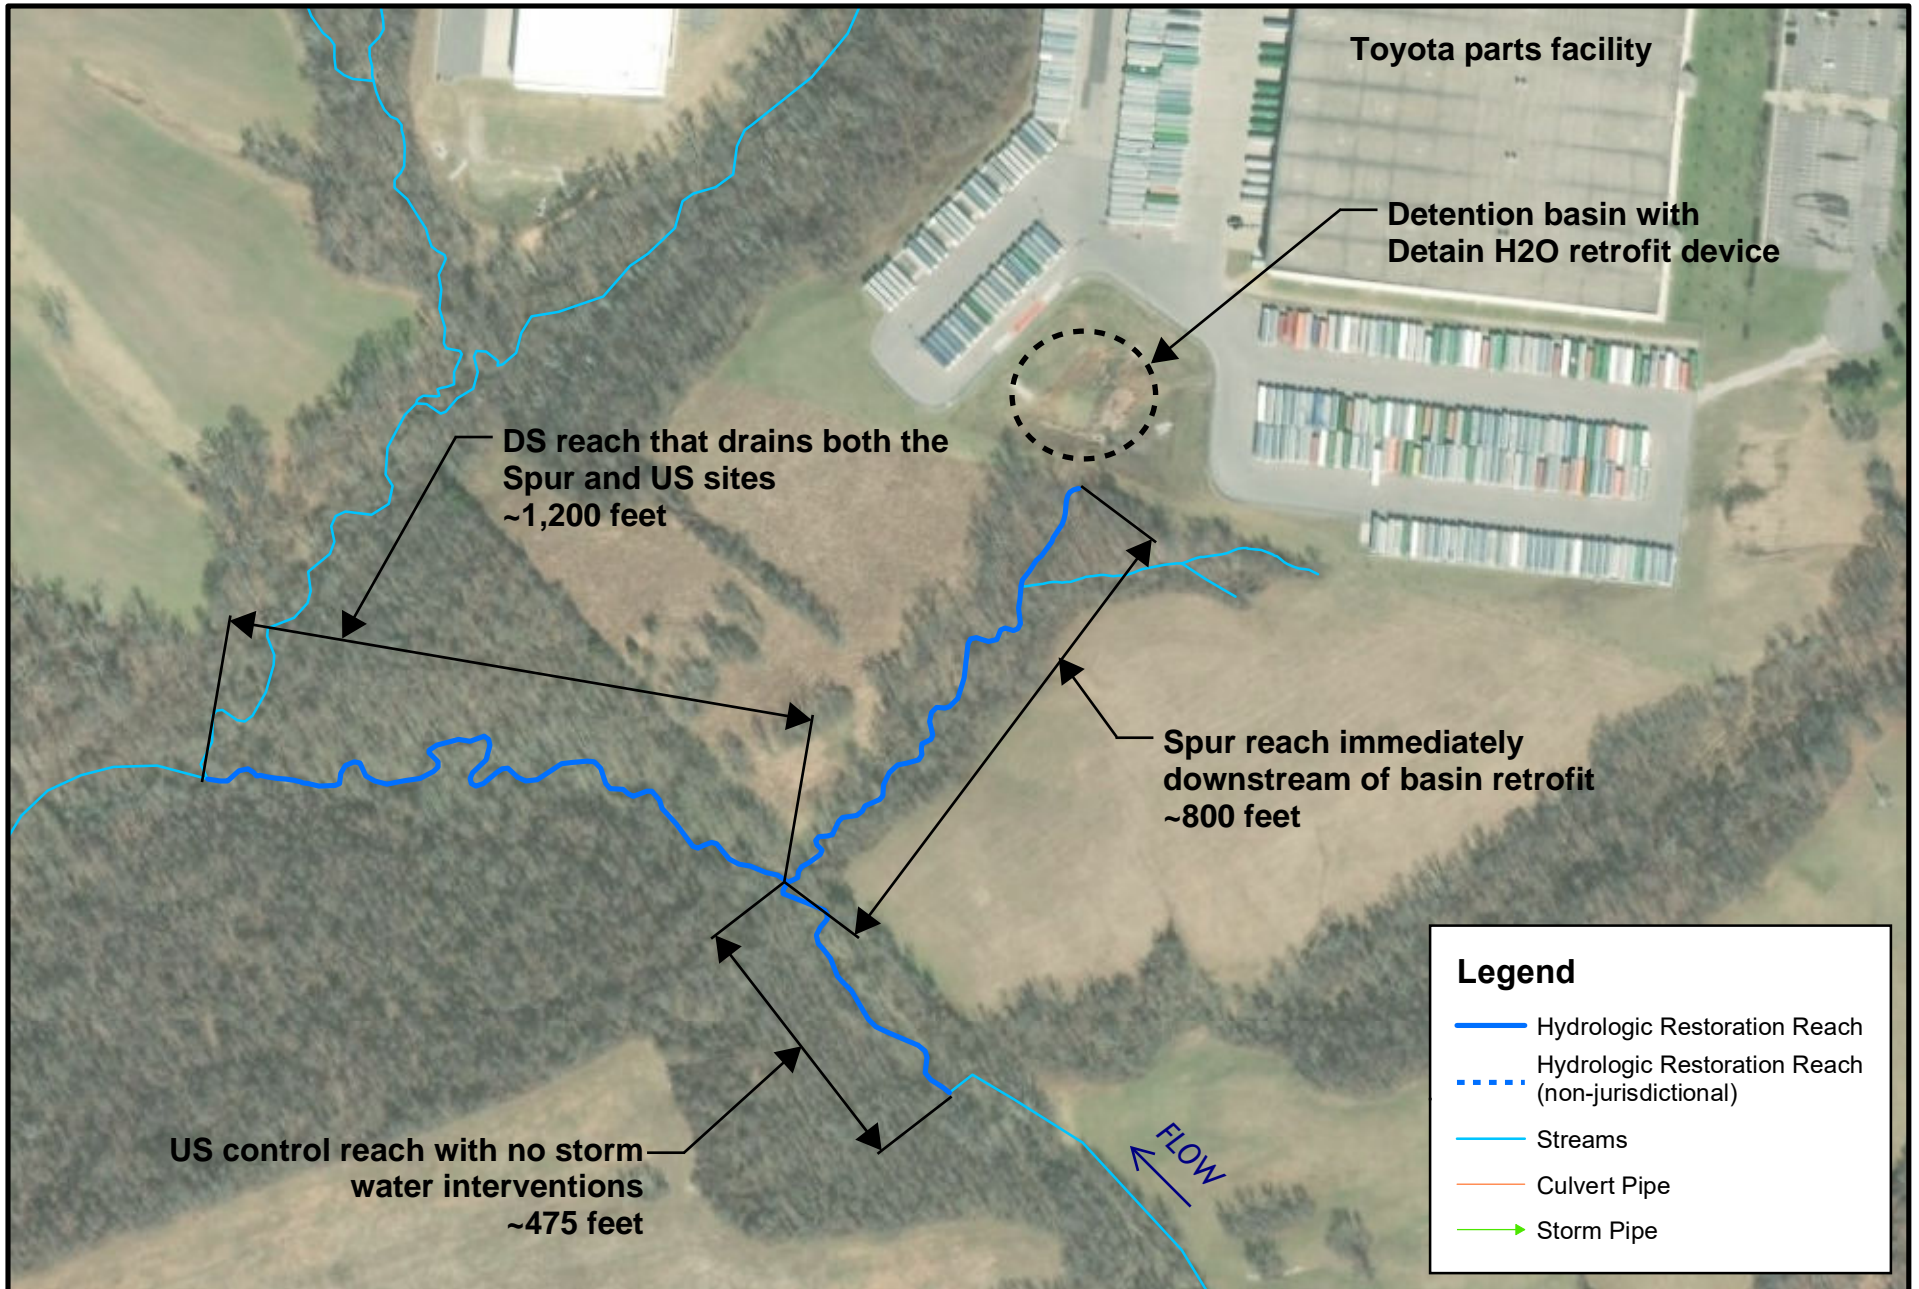 Toyota parts facility
Detention basin with
Detain H2O retrofit device
DS reach that drains both the
Spur and US sites
~1,200 feet
Spur reach immediately
downstream of basin retrofit
~800 feet
US control reach with no storm
water interventions
~475 feet
FLOW
Legend
Hydrologic Restoration Reach
Hydrologic Restoration Reach
(non-jurisdictional)
Streams
Culvert Pipe
Storm Pipe